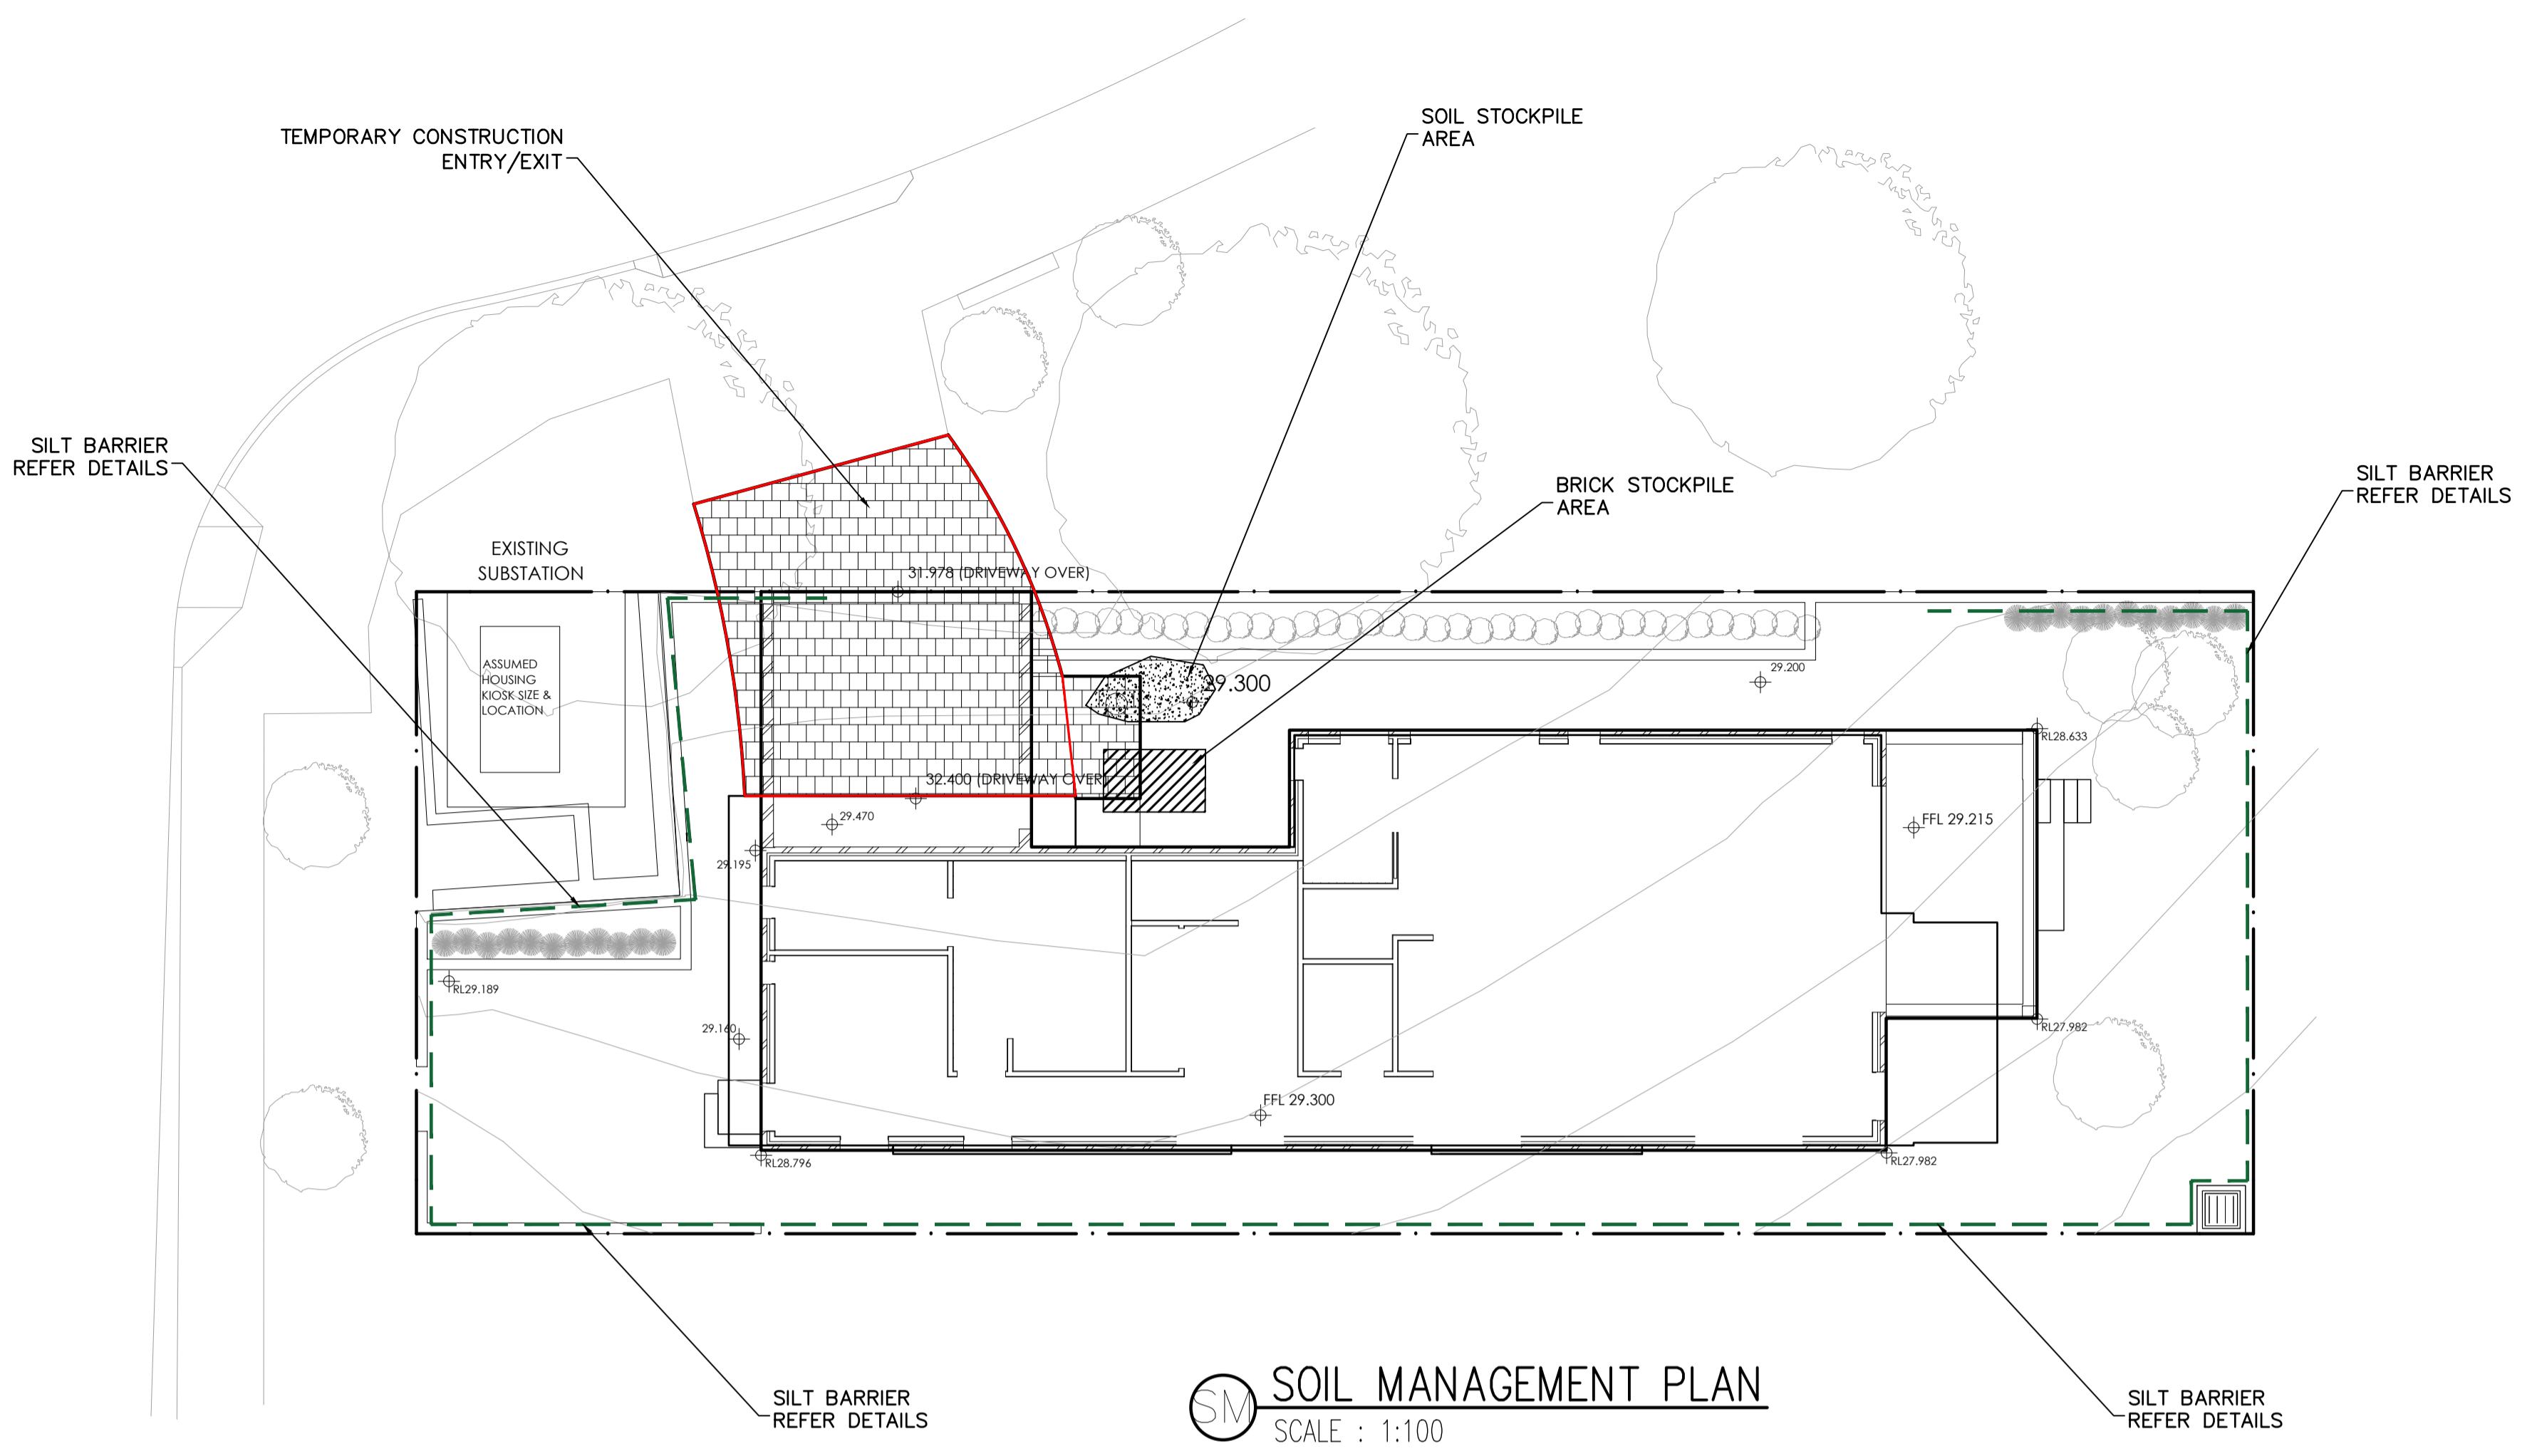 SOIL STOCKPILE
AREA
TEMPORARY CONSTRUCTION
ENTRY/EXIT
SILT BARRIER
REFER DETAILS
BRICK STOCKPILE
AREA
SILT BARRIER
REFER DETAILS
EXISTING
SUBSTATION
31.978 (DRIVEWAY OVER)
ASSUMED
HOUSING
KIOSK SIZE &
LOCATION
29.200
29.300
RL28.633
32.400 (DRIVEWAY OVER)
29.470
FFL 29.215
29.195
RL29.189
29.160
RL27.982
FFL 29.300
RL28.796
RL27.982
SM
SOIL MANAGEMENT PLAN
SCALE : 1:100
SILT BARRIER
REFER DETAILS
SILT BARRIER
REFER DETAILS